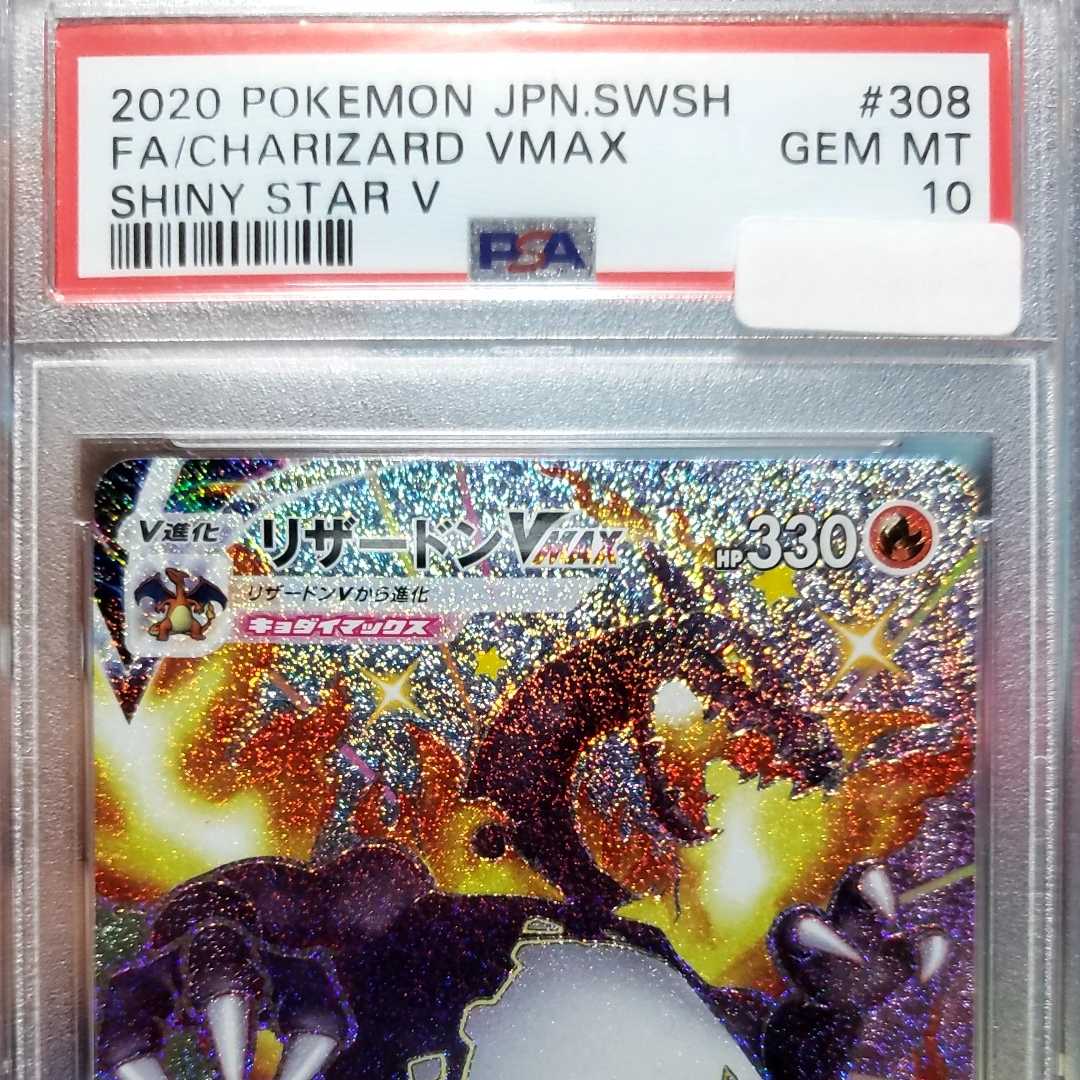 2020 POKEMON JPN.SWSH #308
FA/CHARIZARD VMAX GEM MT
SHINY STAR V 10
PSA
V進化 リザードンVMAX HP330
リザードンVから進化
キョダイマックス